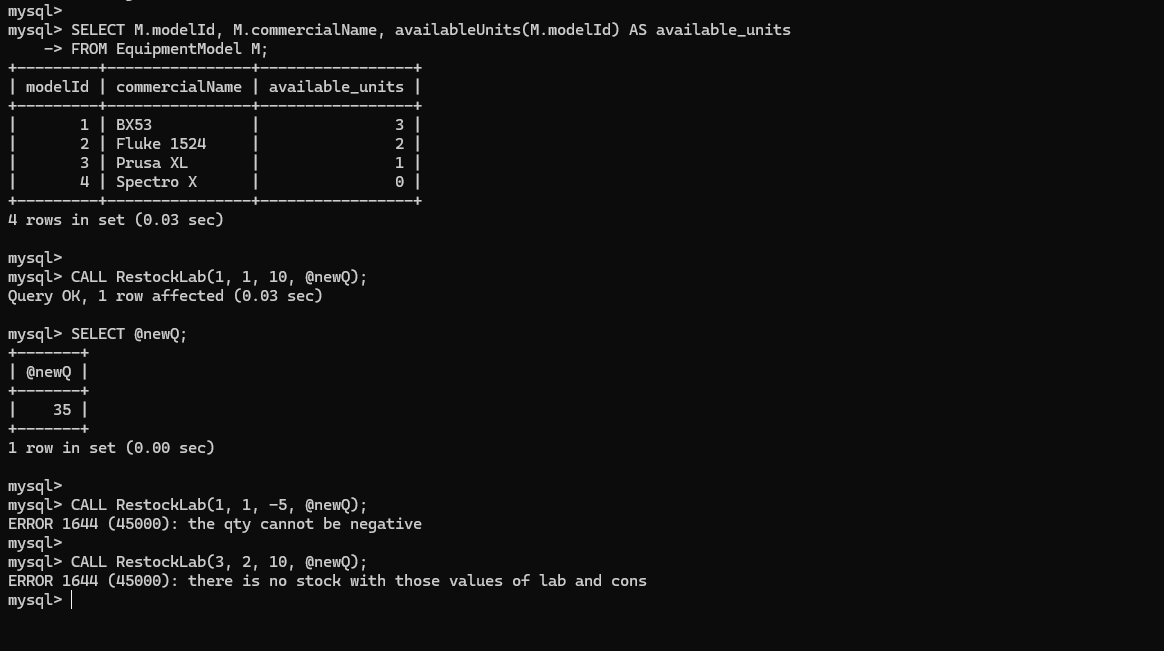 mysql>
mysql> SELECT M.modelId, M.commercialName, availableUnits(M.modelId) AS available_units
    -> FROM EquipmentModel M;
+---------+----------------+-----------------+
| modelId | commercialName | available_units |
+---------+----------------+-----------------+
|       1 | BX53           |               3 |
|       2 | Fluke 1524     |               2 |
|       3 | Prusa XL       |               1 |
|       4 | Spectro X      |               0 |
+---------+----------------+-----------------+
4 rows in set (0.03 sec)

mysql>
mysql> CALL RestockLab(1, 1, 10, @newQ);
Query OK, 1 row affected (0.03 sec)

mysql> SELECT @newQ;
+-------+
| @newQ |
+-------+
|    35 |
+-------+
1 row in set (0.00 sec)

mysql>
mysql> CALL RestockLab(1, 1, -5, @newQ);
ERROR 1644 (45000): the qty cannot be negative
mysql>
mysql> CALL RestockLab(3, 2, 10, @newQ);
ERROR 1644 (45000): there is no stock with those values of lab and cons
mysql>